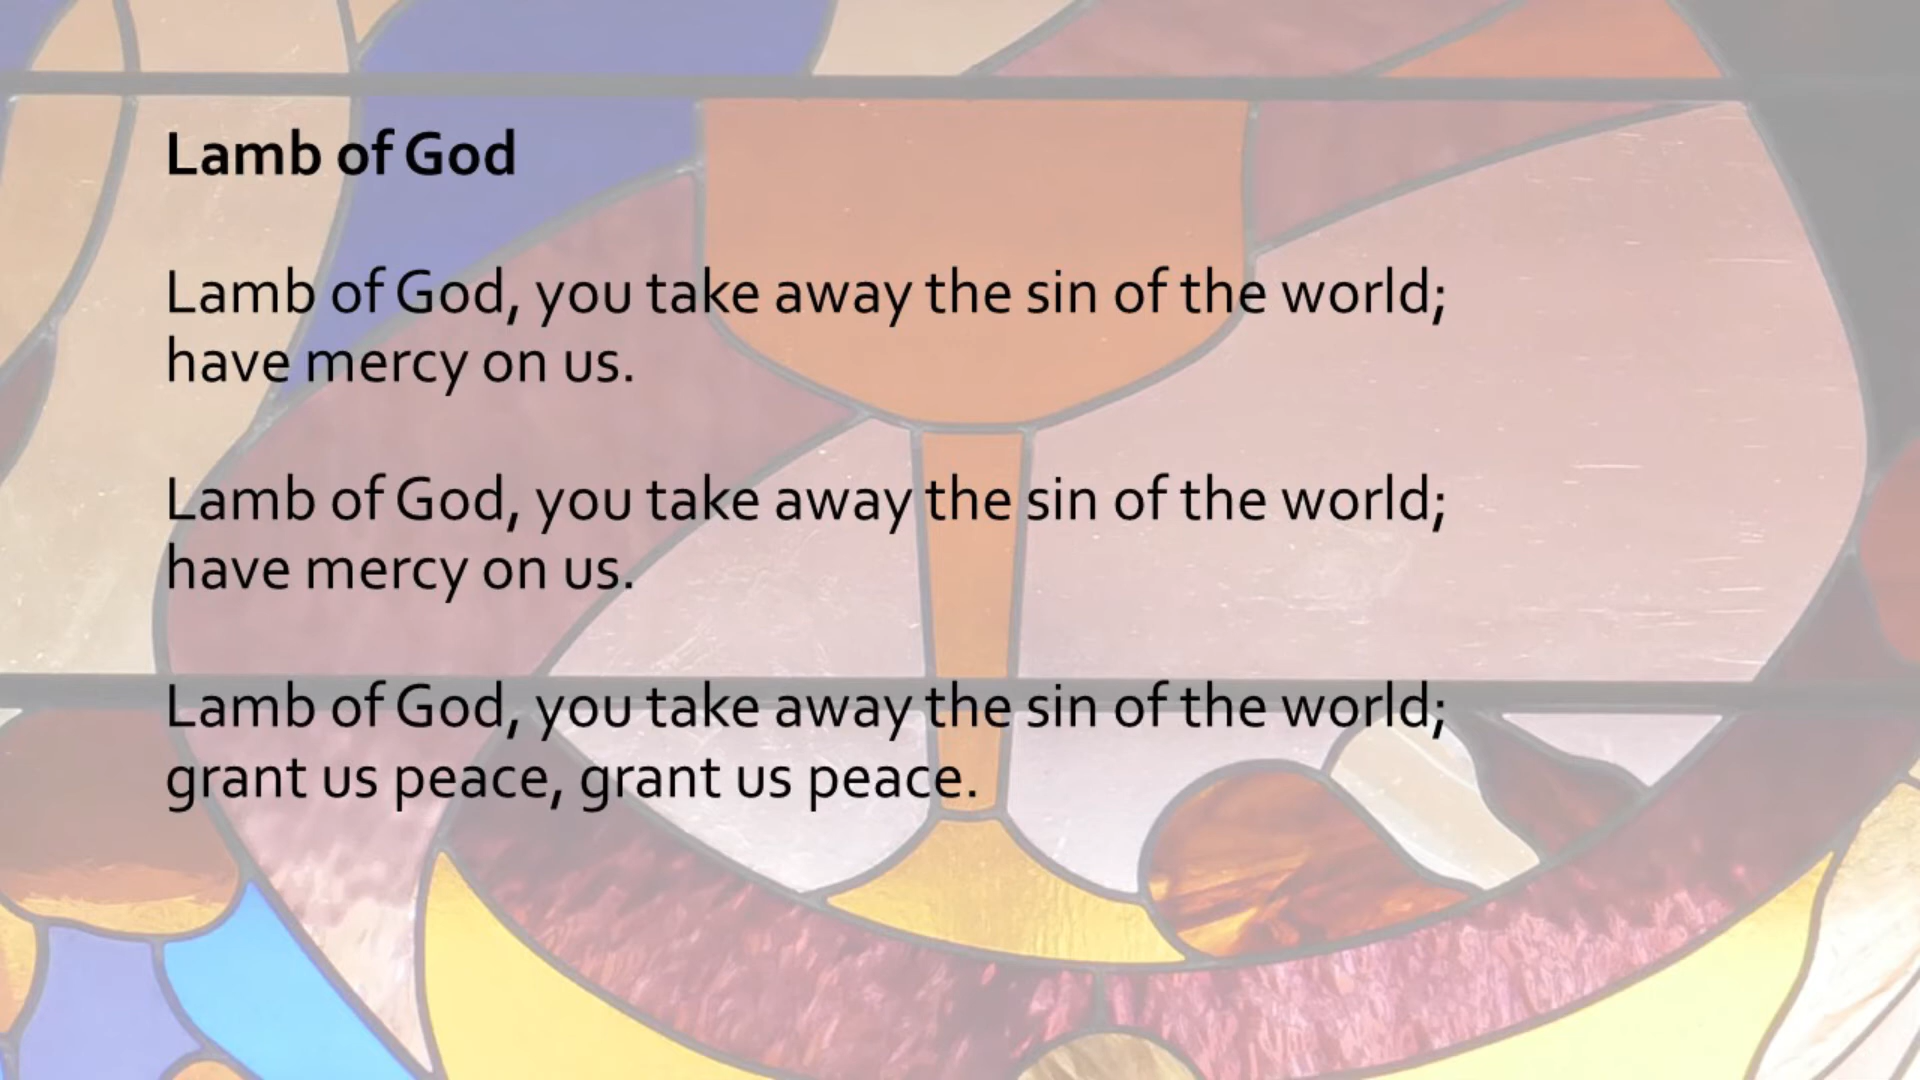 Lamb of God
Lamb of God, you take away the sin of the world;
have mercy on us.
Lamb of God, you take away the sin of the world;
have mercy on us.
Lamb of God, you take away the sin of the world;
grant us peace, grant us peace.